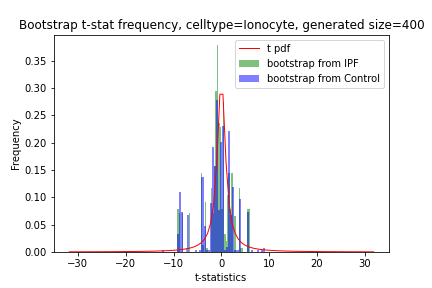 Bootstrap t-stat frequency, celltype=Ionocyte, generated size=400
t pdf
bootstrap from IPF
bootstrap from Control
Frequency
0.35
0.30
0.25
0.20
0.15
0.10
0.05
0.00
−30
−20
−10
0
10
20
30
t-statistics